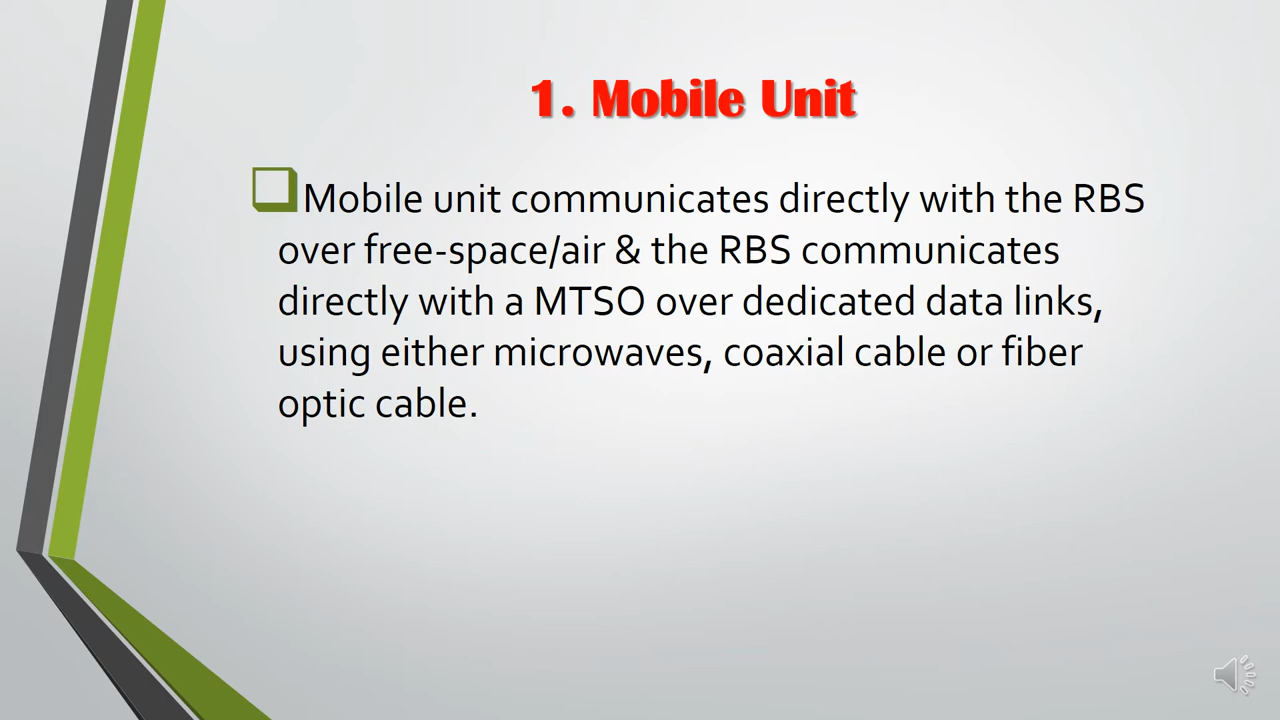 1. Mobile Unit
Mobile unit communicates directly with the RBS
over free-space/air & the RBS communicates
directly with a MTSO over dedicated data links,
using either microwaves, coaxial cable or fiber
optic cable.